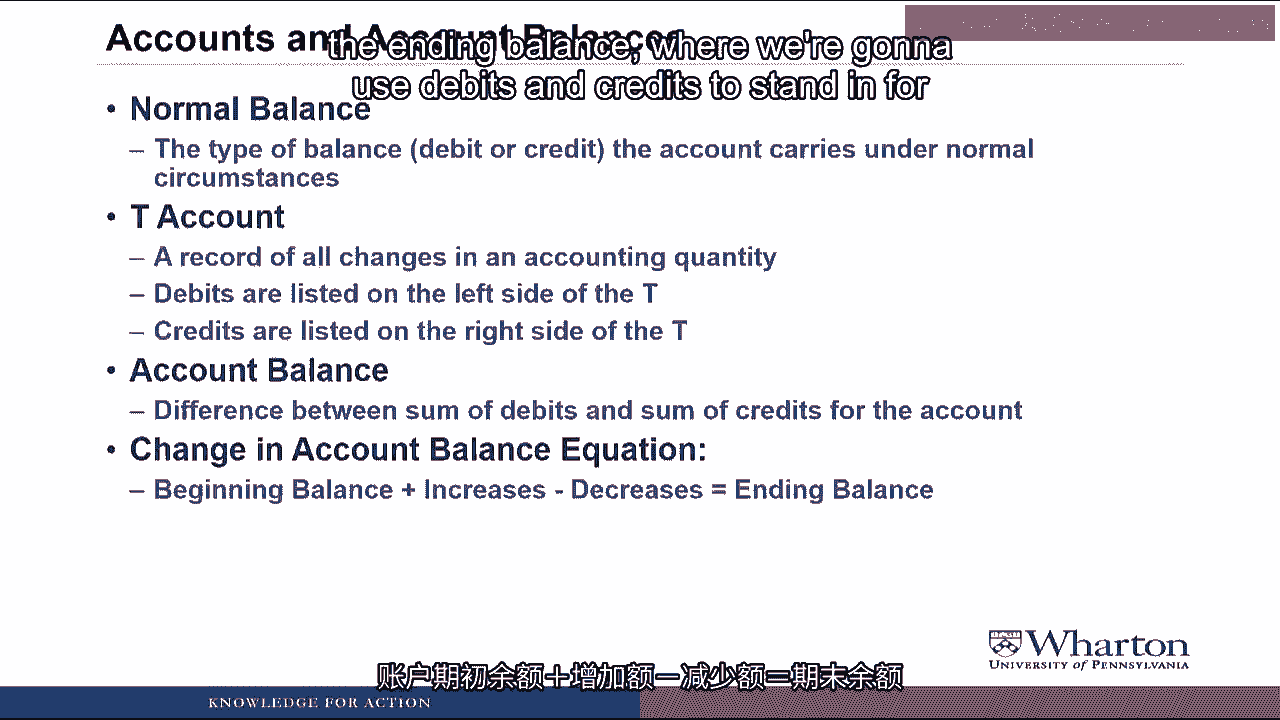 Accounts and Account Balances
the ending balance, where we're gonna
use debits and credits to stand in for
• Normal Balance
– The type of balance (debit or credit) the account carries under normal
circumstances
• T Account
– A record of all changes in an accounting quantity
– Debits are listed on the left side of the T
– Credits are listed on the right side of the T
• Account Balance
– Difference between sum of debits and sum of credits for the account
• Change in Account Balance Equation:
– Beginning Balance + Increases - Decreases = Ending Balance
Wharton
UNIVERSITY of PENNSYLVANIA
账户期初余额＋增加额－减少额＝期末余额
KNOWLEDGE FOR ACTION